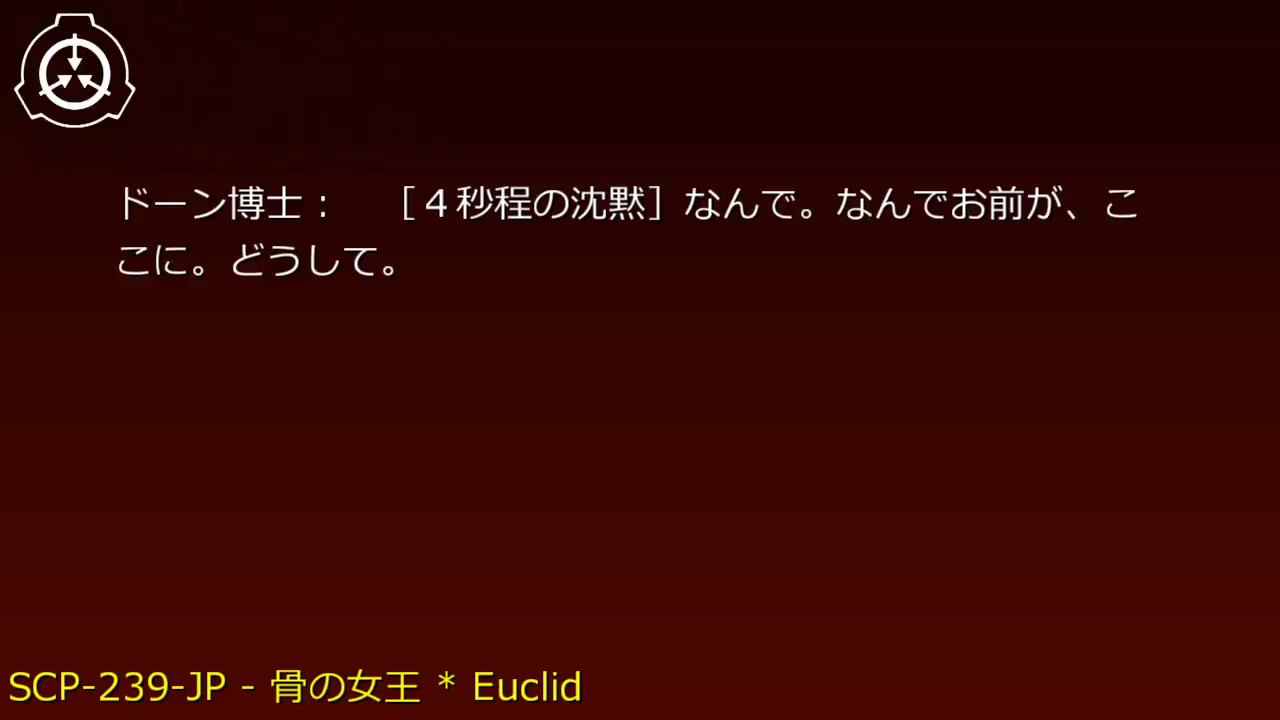 ドーン博士：　［４秒程の沈黙］なんで。なんでお前が、こ
こに。どうして。
SCP-239-JP - 骨の女王 * Euclid